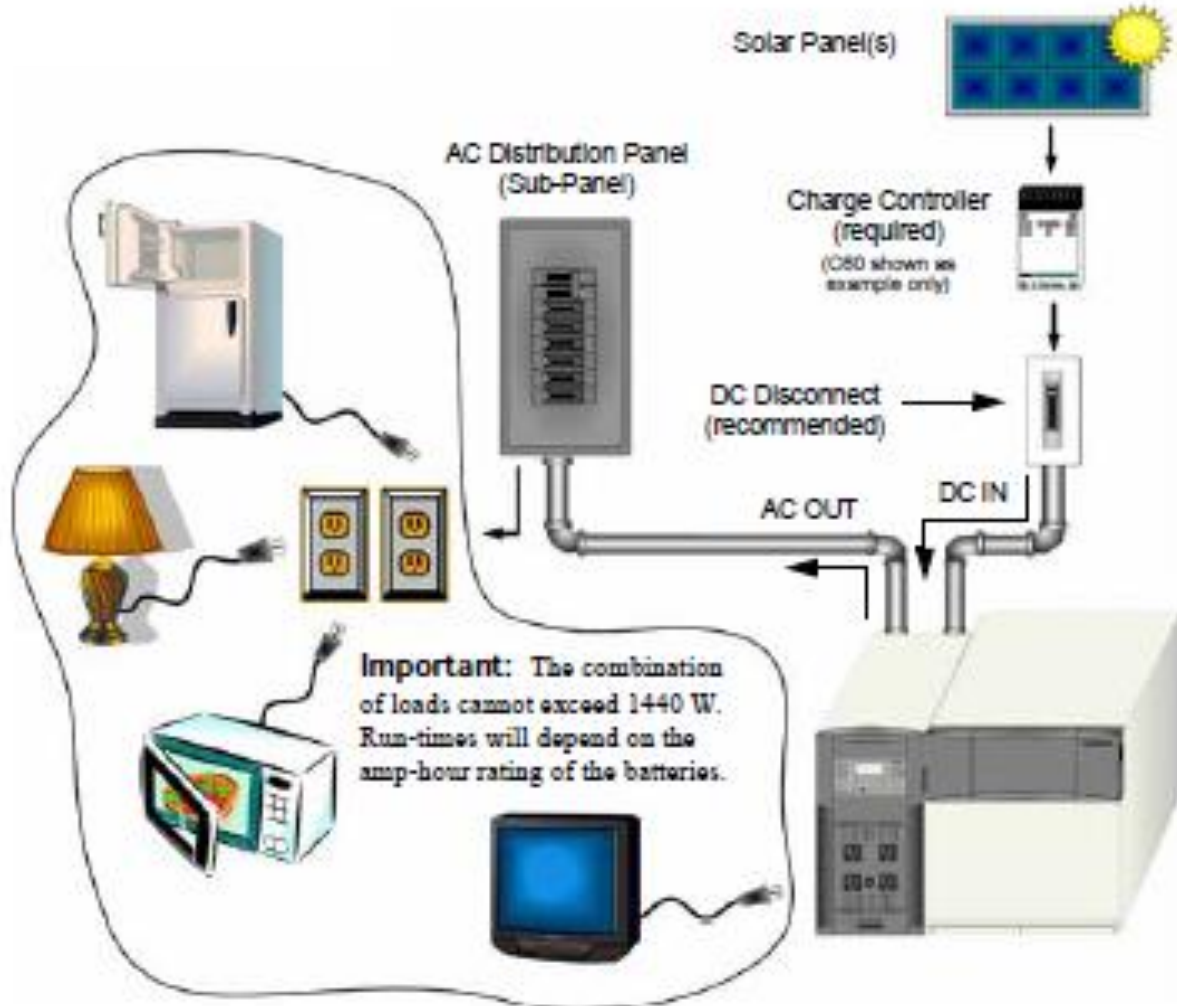 Solar Panel(s)
AC Distribution Panel
(Sub-Panel)
Charge Controller
(required)
(C60 shown as
example only)
DC Disconnect
(recommended)
DC IN
AC OUT
Important: The combination
of loads cannot exceed 1440 W.
Run-times will depend on the
amp-hour rating of the batteries.